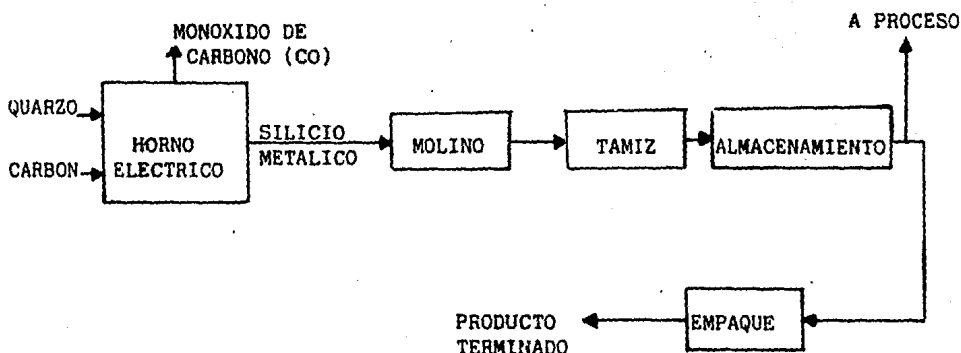 MONOXIDO DE
CARBONO (CO)
A PROCESO
QUARZO
CARBON
HORNO
ELECTRICO
SILICIO
METALICO
MOLINO
TAMIZ
ALMACENAMIENTO
EMPAQUE
PRODUCTO
TERMINADO